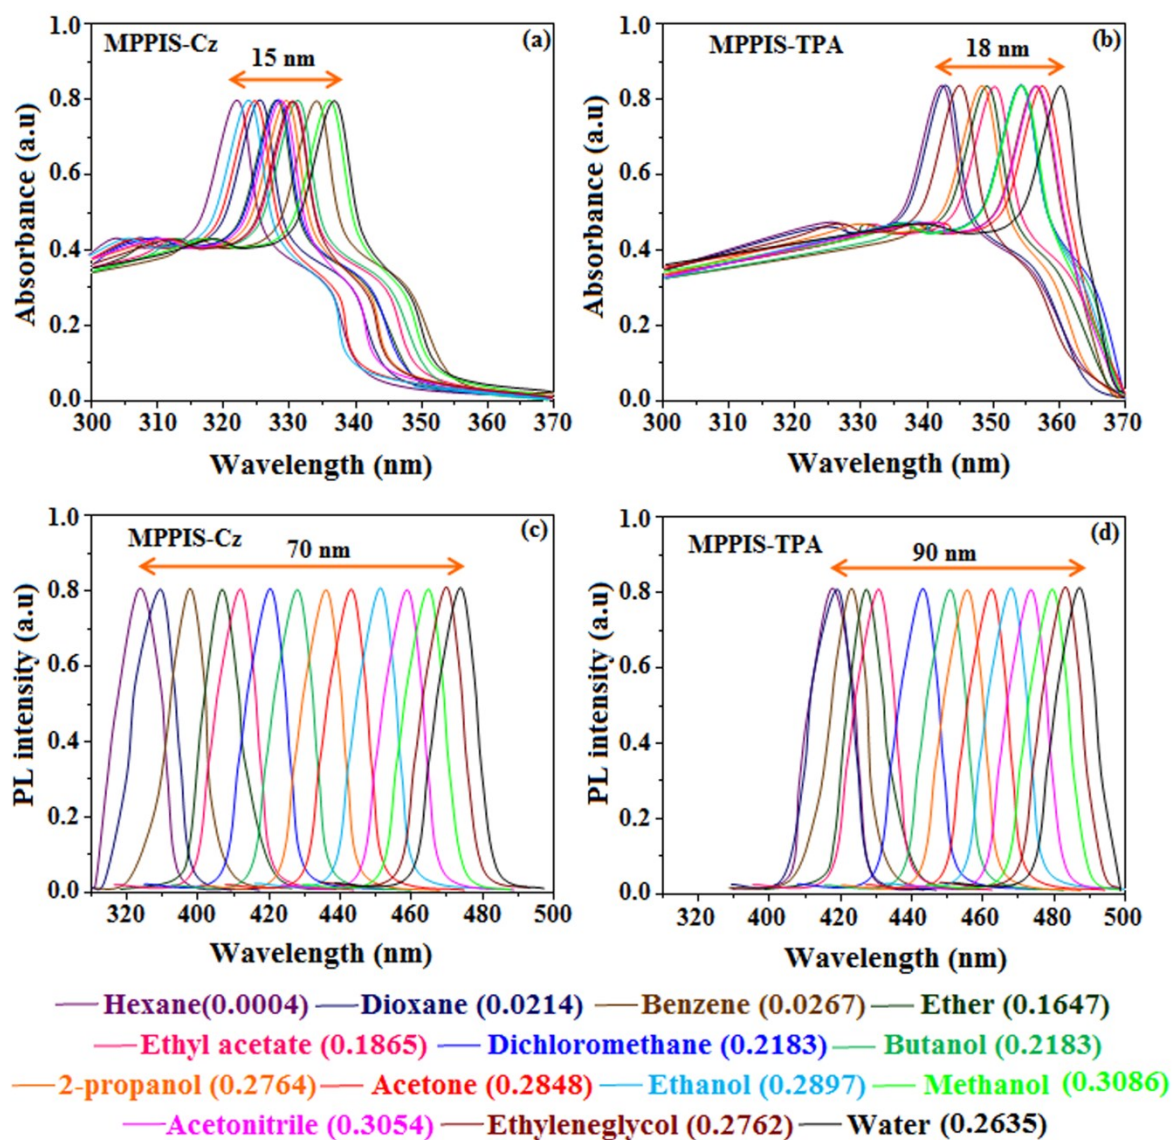 MPPIS-Cz
(a)
15 nm
1.0
0.8
0.6
0.4
0.2
0.0
Absorbance (a.u)
300 310 320 330 340 350 360 370
Wavelength (nm)
MPPIS-TPA
(b)
18 nm
1.0
0.8
0.6
0.4
0.2
0.0
Absorbance (a.u)
300 310 320 330 340 350 360 370
Wavelength (nm)
MPPIS-Cz
(c)
70 nm
1.0
0.8
0.6
0.4
0.2
0.0
PL intensity (a.u)
320 400 420 440 460 480 500
Wavelength (nm)
MPPIS-TPA
(d)
90 nm
1.0
0.8
0.6
0.4
0.2
0.0
PL intensity (a.u)
320 400 420 440 460 480 500
Wavelength (nm)
Hexane(0.0004) Dioxane (0.0214) Benzene (0.0267) Ether (0.1647)
Ethyl acetate (0.1865) Dichloromethane (0.2183) Butanol (0.2183)
2-propanol (0.2764) Acetone (0.2848) Ethanol (0.2897) Methanol (0.3086)
Acetonitrile (0.3054) Ethyleneglycol (0.2762) Water (0.2635)